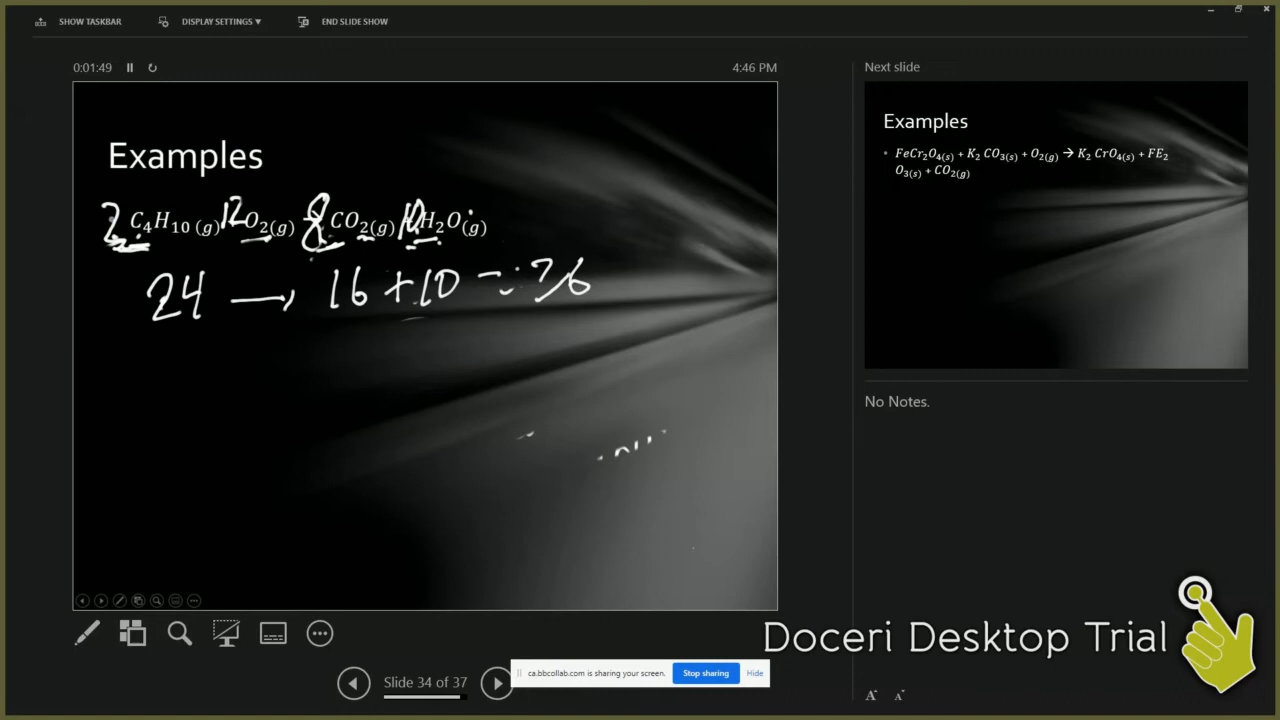 SHOW TASKBAR DISPLAY SETTINGS ▼ END SLIDE SHOW
0:01:49 4:46 PM Next slide
Examples
2 C₄H₁₀ (g) 12 O₂(g) 8 CO₂(g) 10 H₂O(g)
24 → 16 + 10 = 26
Examples
• FeCr₂O₄(s) + K₂ CO₃(s) + O₂(g) → K₂ CrO₄(s) + FE₂
O₃(s) + CO₂(g)
No Notes.
Doceri Desktop Trial
ca.bbcollab.com is sharing your screen. Stop sharing Hide
Slide 34 of 37
A A